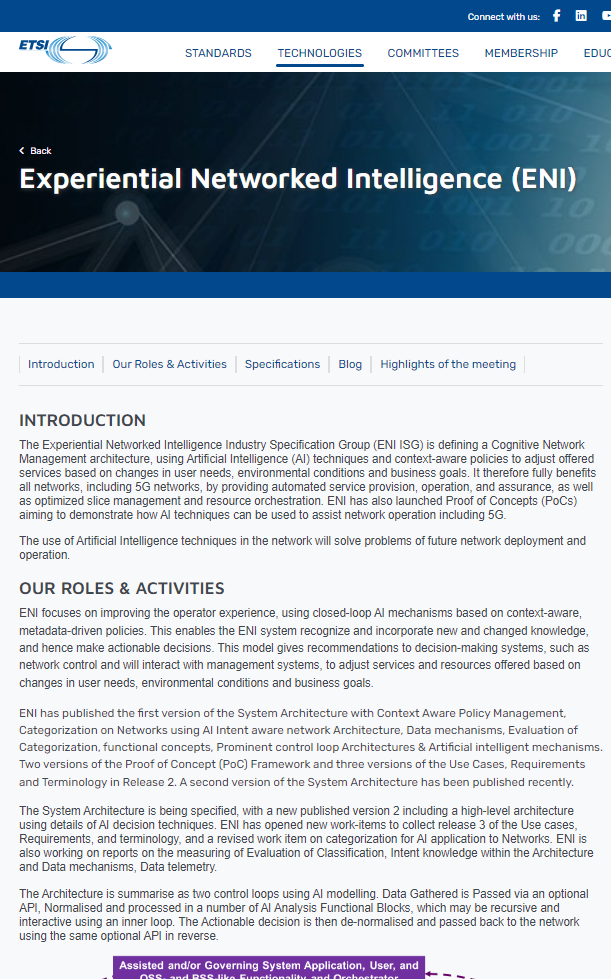 Connect with us:
ETSI
STANDARDS TECHNOLOGIES COMMITTEES MEMBERSHIP EDUC
Back
Experiential Networked Intelligence (ENI)
Introduction Our Roles & Activities Specifications Blog Highlights of the meeting
INTRODUCTION
The Experiential Networked Intelligence Industry Specification Group (ENI ISG) is defining a Cognitive Network
Management architecture, using Artificial Intelligence (AI) techniques and context-aware policies to adjust offered
services based on changes in user needs, environmental conditions and business goals. It therefore fully benefits
all networks, including 5G networks, by providing automated service provision, operation, and assurance, as well
as optimized slice management and resource orchestration. ENI has also launched Proof of Concepts (PoCs)
aiming to demonstrate how AI techniques can be used to assist network operation including 5G.
The use of Artificial Intelligence techniques in the network will solve problems of future network deployment and
operation.
OUR ROLES & ACTIVITIES
ENI focuses on improving the operator experience, using closed-loop AI mechanisms based on context-aware,
metadata-driven policies. This enables the ENI system recognize and incorporate new and changed knowledge,
and hence make actionable decisions. This model gives recommendations to decision-making systems, such as
network control and will interact with management systems, to adjust services and resources offered based on
changes in user needs, environmental conditions and business goals.
ENI has published the first version of the System Architecture with Context Aware Policy Management,
Categorization on Networks using AI Intent aware network Architecture, Data mechanisms, Evaluation of
Categorization, functional concepts, Prominent control loop Architectures & Artificial intelligent mechanisms.
Two versions of the Proof of Concept (PoC) Framework and three versions of the Use Cases, Requirements
and Terminology in Release 2. A second version of the System Architecture has been published recently.
The System Architecture is being specified, with a new published version 2 including a high-level architecture
using details of AI decision techniques. ENI has opened new work-items to collect release 3 of the Use cases,
Requirements, and terminology, and a revised work item on categorization for AI application to Networks. ENI is
also working on reports on the measuring of Evaluation of Classification, Intent knowledge within the Architecture
and Data mechanisms, Data telemetry.
The Architecture is summarise as two control loops using AI modelling. Data Gathered is Passed via an optional
API, Normalised and processed in a number of AI Analysis Functional Blocks, which may be recursive and
interactive using an inner loop. The Actionable decision is then de-normalised and passed back to the network
using the same optional API in reverse.
Assisted and/or Governing System Application, User, and
OSS- and BSS-like Functionality and Orchestrator